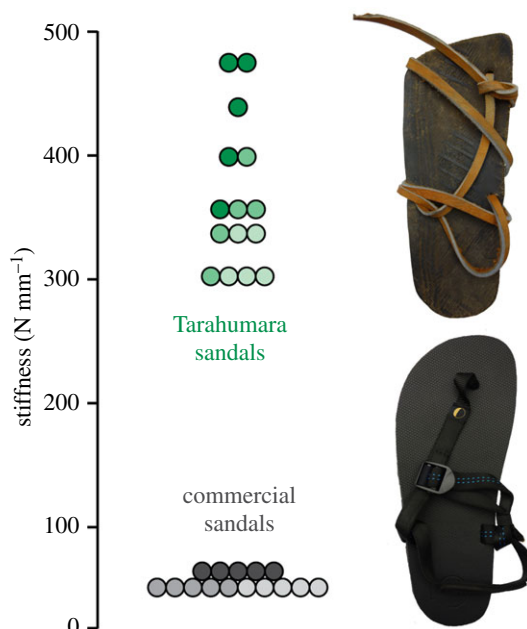 500
400
300
200
100
0
stiffness (N mm⁻¹)
Tarahumara
sandals
commercial
sandals